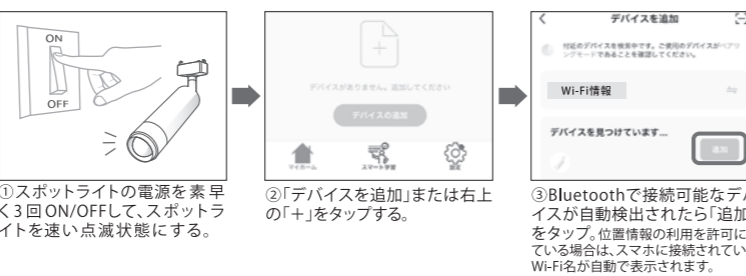 ON
OFF
①スポットライトの電源を素早
く3回ON/OFFして、スポットラ
イトを速い点滅状態にする。
デバイスがありません。追加してください
デバイスの追加
マイホーム
スマート学習
設定
②「デバイスを追加」または右上
の「+」をタップする。
デバイスを追加
付近のデバイスを検索中です。ご使用のデバイスがペアリ
ングモードであることを確認してください。
Wi-Fi情報
デバイスを見つけています...
追加
③Bluetoothで接続可能なデバ
イスが自動検出されたら「追加
をタップ。位置情報の利用を許可に
ている場合は、スマホに接続されてい
Wi-Fi名が自動で表示されます。